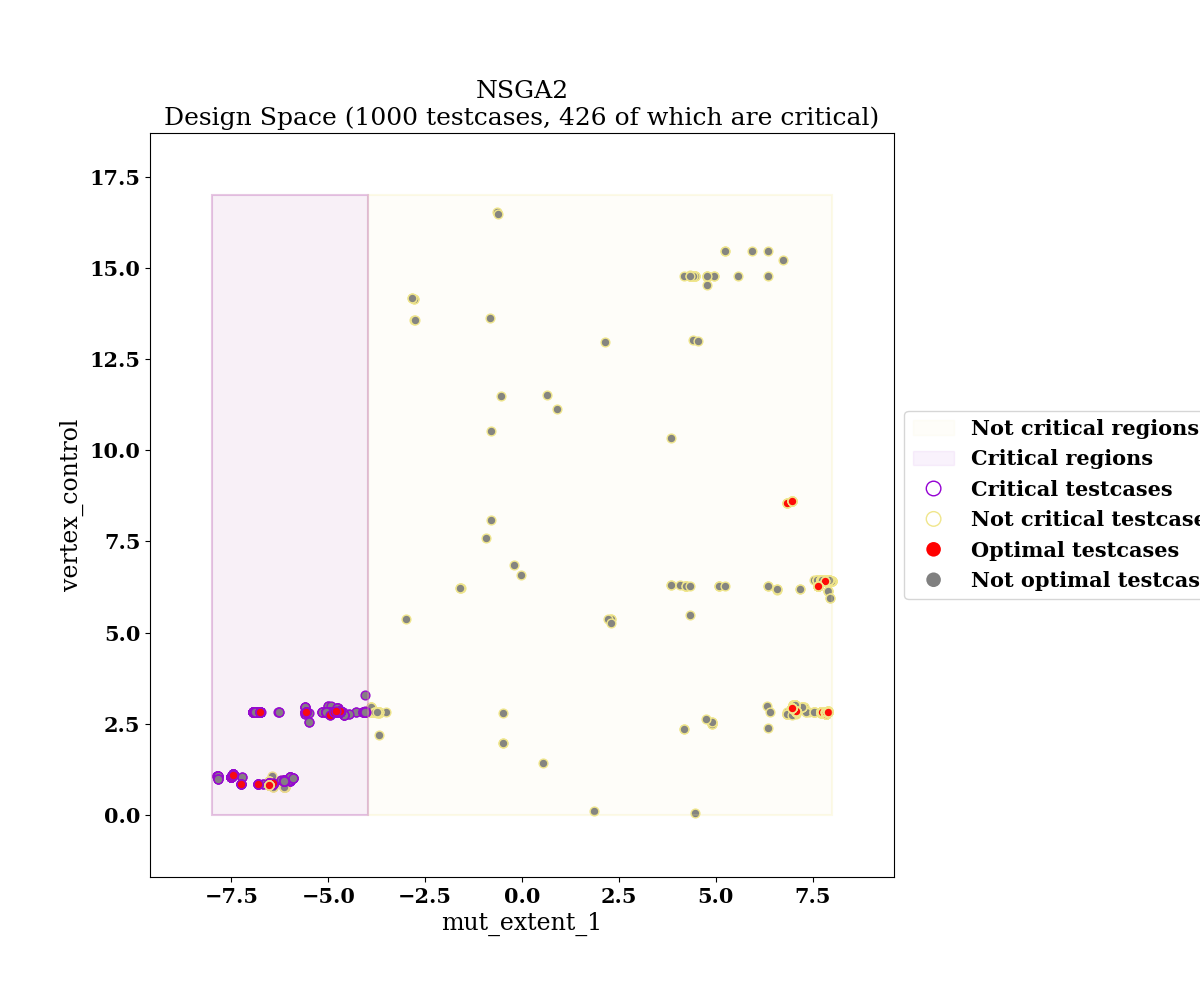 NSGA2
Design Space (1000 testcases, 426 of which are critical)
17.5
15.0
12.5
10.0
7.5
5.0
2.5
0.0
vertex_control
−7.5 −5.0 −2.5 0.0 2.5 5.0 7.5
mut_extent_1
Not critical regions
Critical regions
Critical testcases
Not critical testcase
Optimal testcases
Not optimal testcas